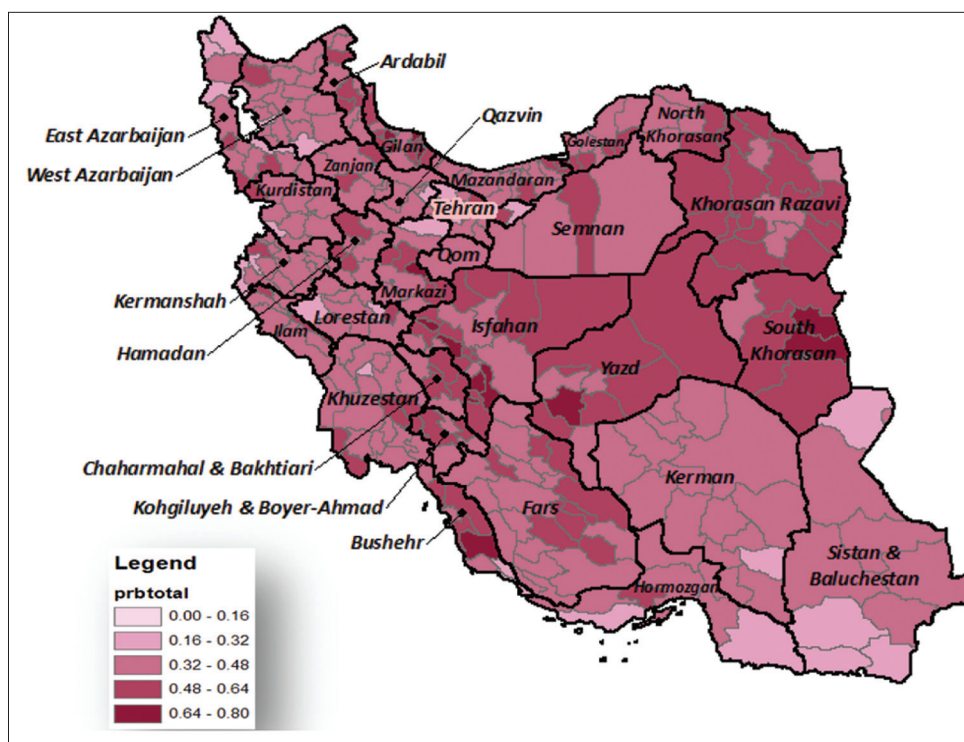 Ardabil
Qazvin
East Azarbaijan
West Azarbaijan
Gilan
Zanjan
Kurdistan
Mazandaran
Golestan
North
Khorasan
Khorasan Razavi
Tehran
Semnan
Qom
Kermanshah
Markazi
Hamadan
Lorestan
Ilam
Isfahan
South
Khorasan
Yazd
Khuzestan
Chaharmahal & Bakhtiari
Kohgiluyeh & Boyer-Ahmad
Kerman
Fars
Bushehr
Sistan &
Baluchestan
Hormozgan
Legend
prbtotal
0.00 - 0.16
0.16 - 0.32
0.32 - 0.48
0.48 - 0.64
0.64 - 0.80